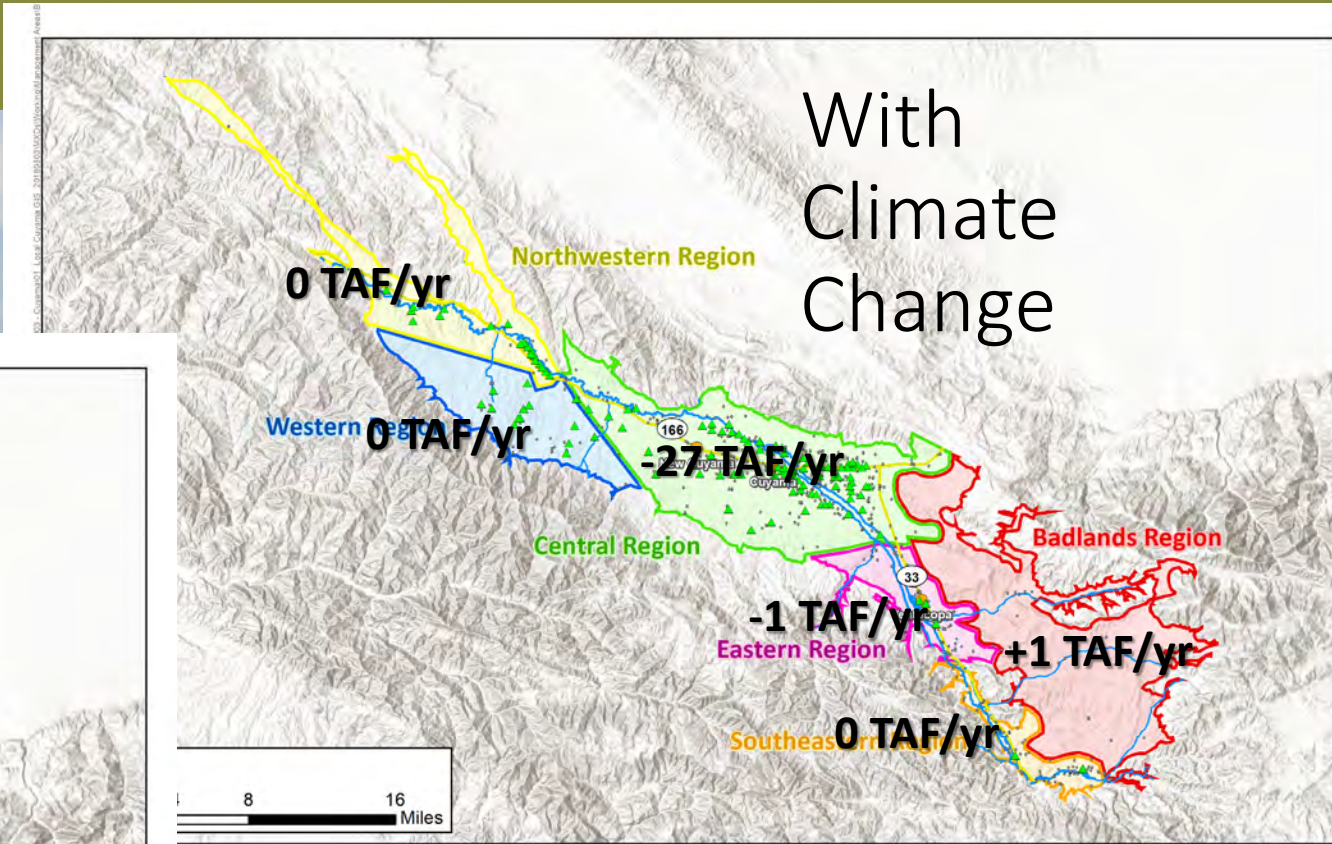 With
Climate
Change
Northwestern Region
0 TAF/yr
Western Region
0 TAF/yr
166
-27 TAF/yr
New Cuyama
Cuyama
Central Region
Badlands Region
33
-1 TAF/yr
Eastern Region
+1 TAF/yr
Southeastern Region
0 TAF/yr
8
16
Miles